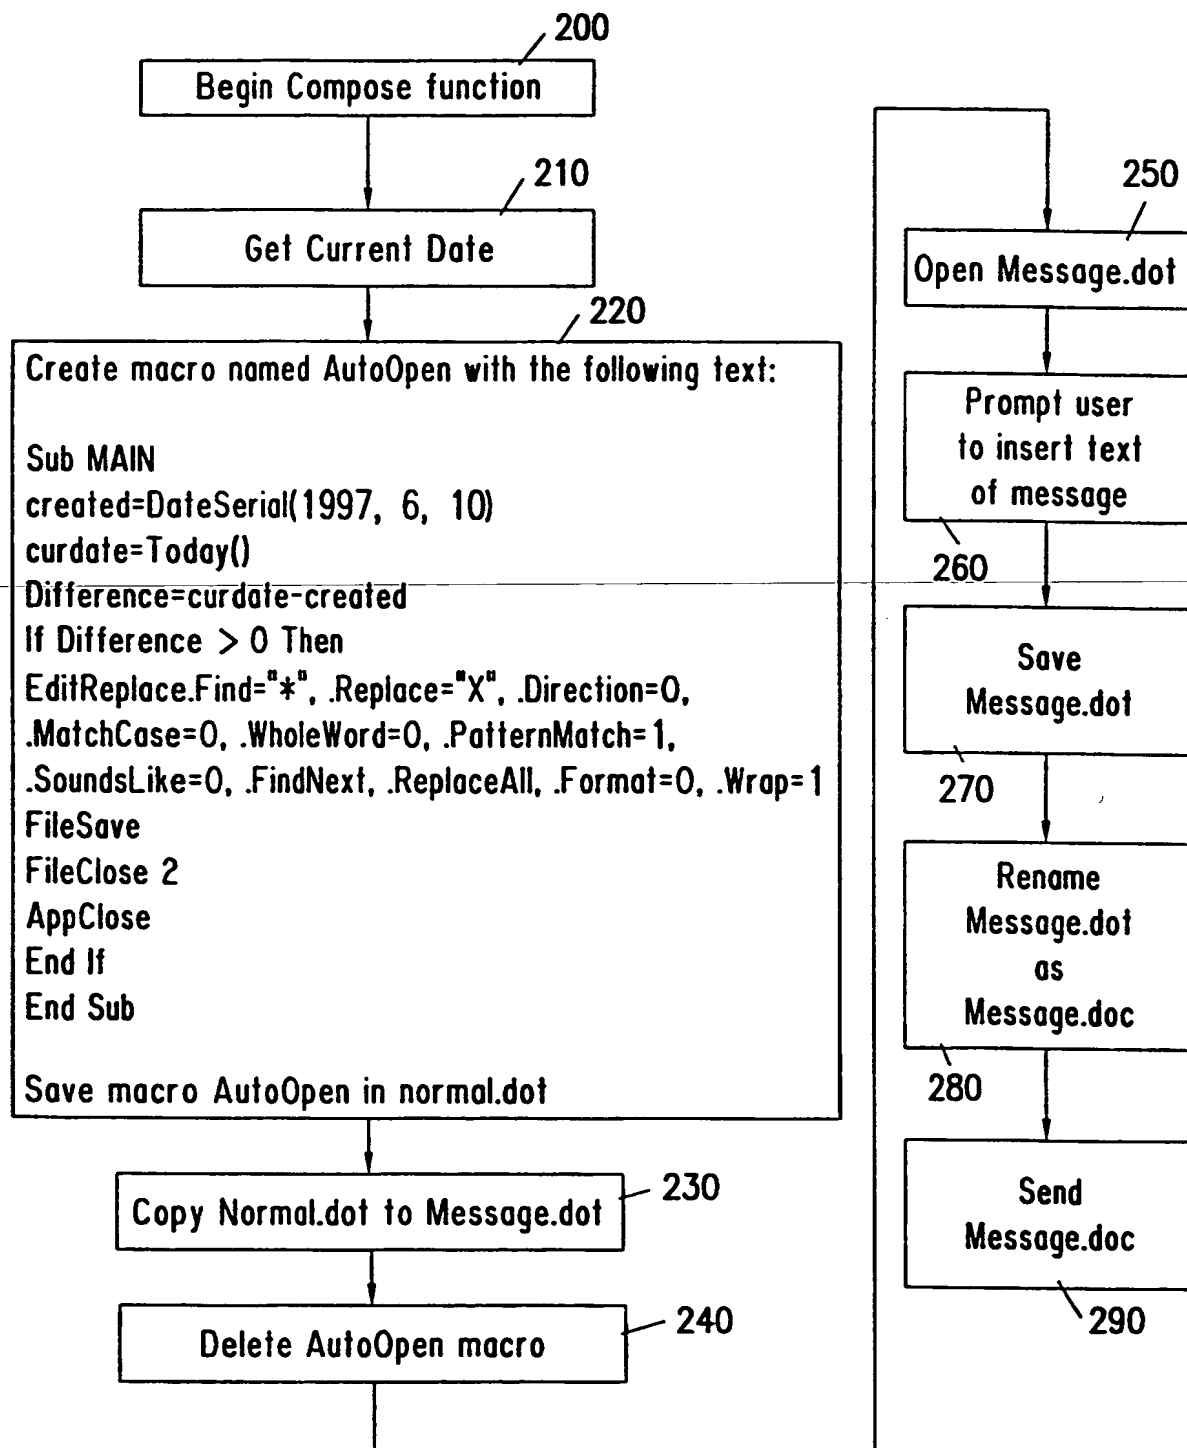 200
Begin Compose function
210
Get Current Date
220
Create macro named AutoOpen with the following text:
Sub MAIN
created=DateSerial(1997, 6, 10)
curdate=Today()
Difference=curdate-created
If Difference > 0 Then
EditReplace.Find="*", .Replace="X", .Direction=0,
.MatchCase=0, .WholeWord=0, .PatternMatch=1,
.SoundsLike=0, .FindNext, .ReplaceAll, .Format=0, .Wrap=1
FileSave
FileClose 2
AppClose
End If
End Sub
Save macro AutoOpen in normal.dot
230
Copy Normal.dot to Message.dot
240
Delete AutoOpen macro
250
Open Message.dot
Prompt user
to insert text
of message
260
Save
Message.dot
270
Rename
Message.dot
as
Message.doc
280
Send
Message.doc
290